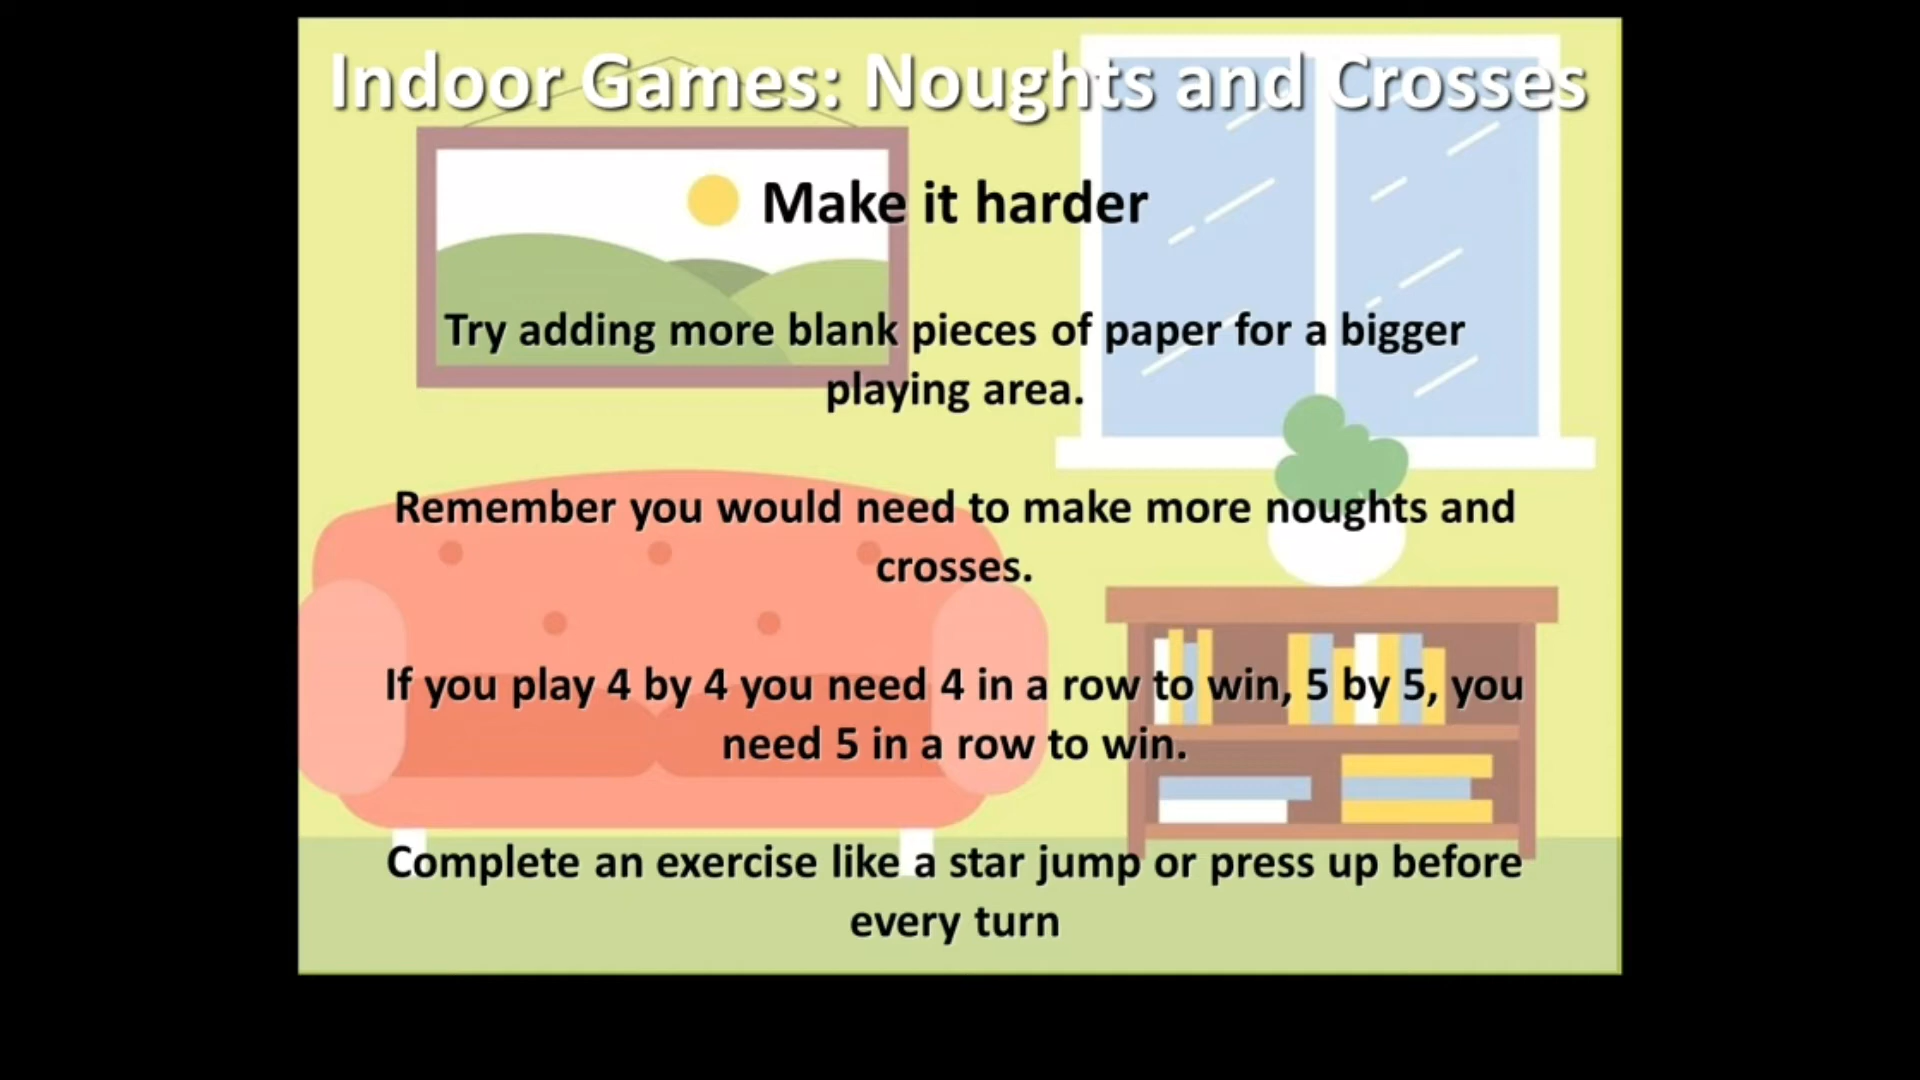 Indoor Games: Noughts and Crosses
Make it harder
Try adding more blank pieces of paper for a bigger
playing area.
Remember you would need to make more noughts and
crosses.
If you play 4 by 4 you need 4 in a row to win, 5 by 5, you
need 5 in a row to win.
Complete an exercise like a star jump or press up before
every turn